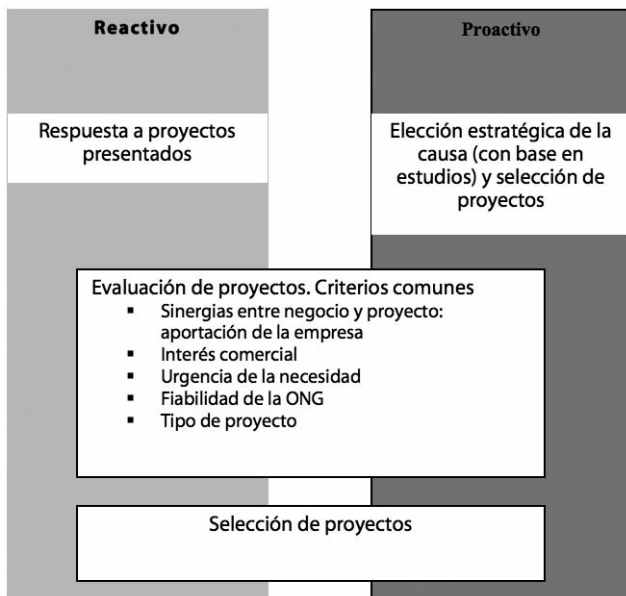 Reactivo
Proactivo
Respuesta a proyectos
presentados
Elección estratégica de la
causa (con base en
estudios) y selección de
proyectos
Evaluación de proyectos. Criterios comunes
▪ Sinergias entre negocio y proyecto:
aportación de la empresa
▪ Interés comercial
▪ Urgencia de la necesidad
▪ Fiabilidad de la ONG
▪ Tipo de proyecto
Selección de proyectos